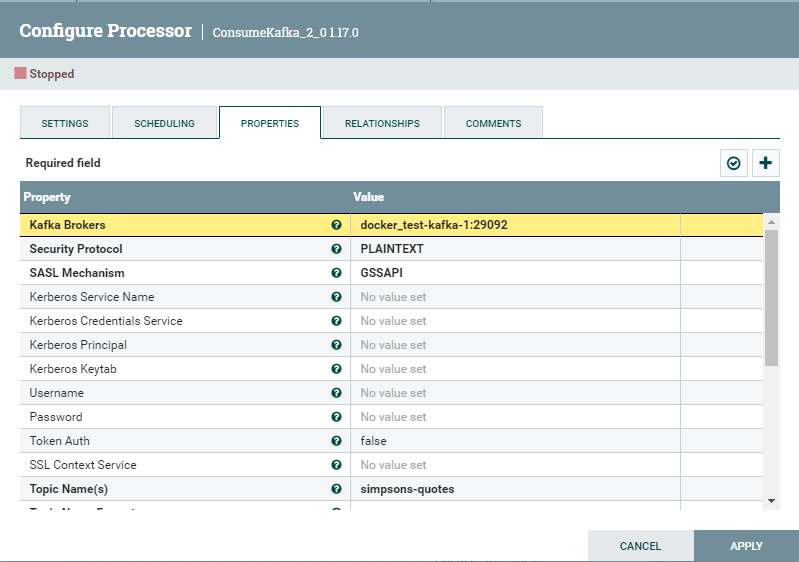 Configure Processor | ConsumeKafka_2_0 1.17.0
Stopped
SETTINGS SCHEDULING PROPERTIES RELATIONSHIPS COMMENTS
Required field
Property Value
Kafka Brokers docker_test-kafka-1:29092
Security Protocol PLAINTEXT
SASL Mechanism GSSAPI
Kerberos Service Name No value set
Kerberos Credentials Service No value set
Kerberos Principal No value set
Kerberos Keytab No value set
Username No value set
Password No value set
Token Auth false
SSL Context Service No value set
Topic Name(s) simpsons-quotes
CANCEL APPLY